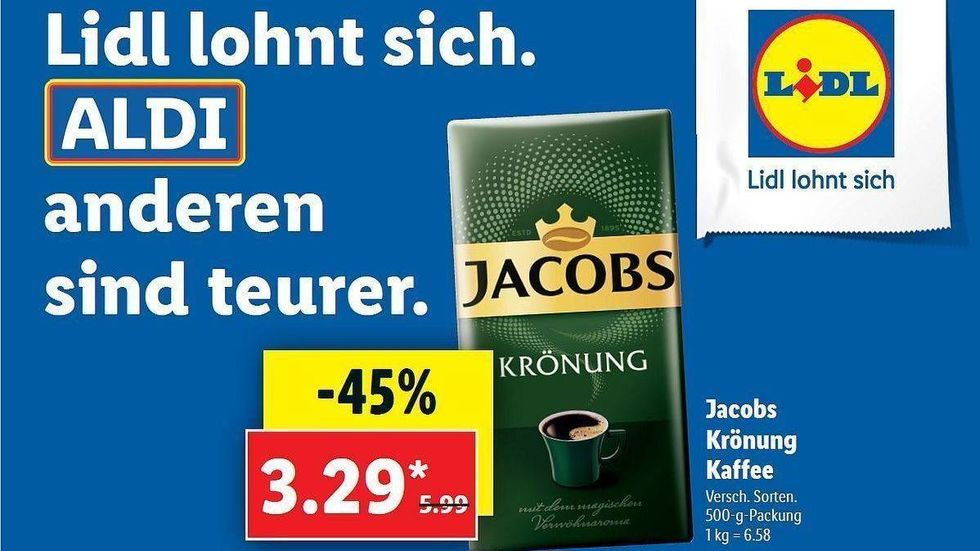 Lidl lohnt sich.
ALDI
anderen
sind teurer.
LIDL
Lidl lohnt sich
ESTD 1895
JACOBS
KRÖNUNG
mit dem magischen
Verwöhnaroma
-45%
3.29*
5.99
Jacobs
Krönung
Kaffee
Versch. Sorten.
500-g-Packung
1 kg = 6.58